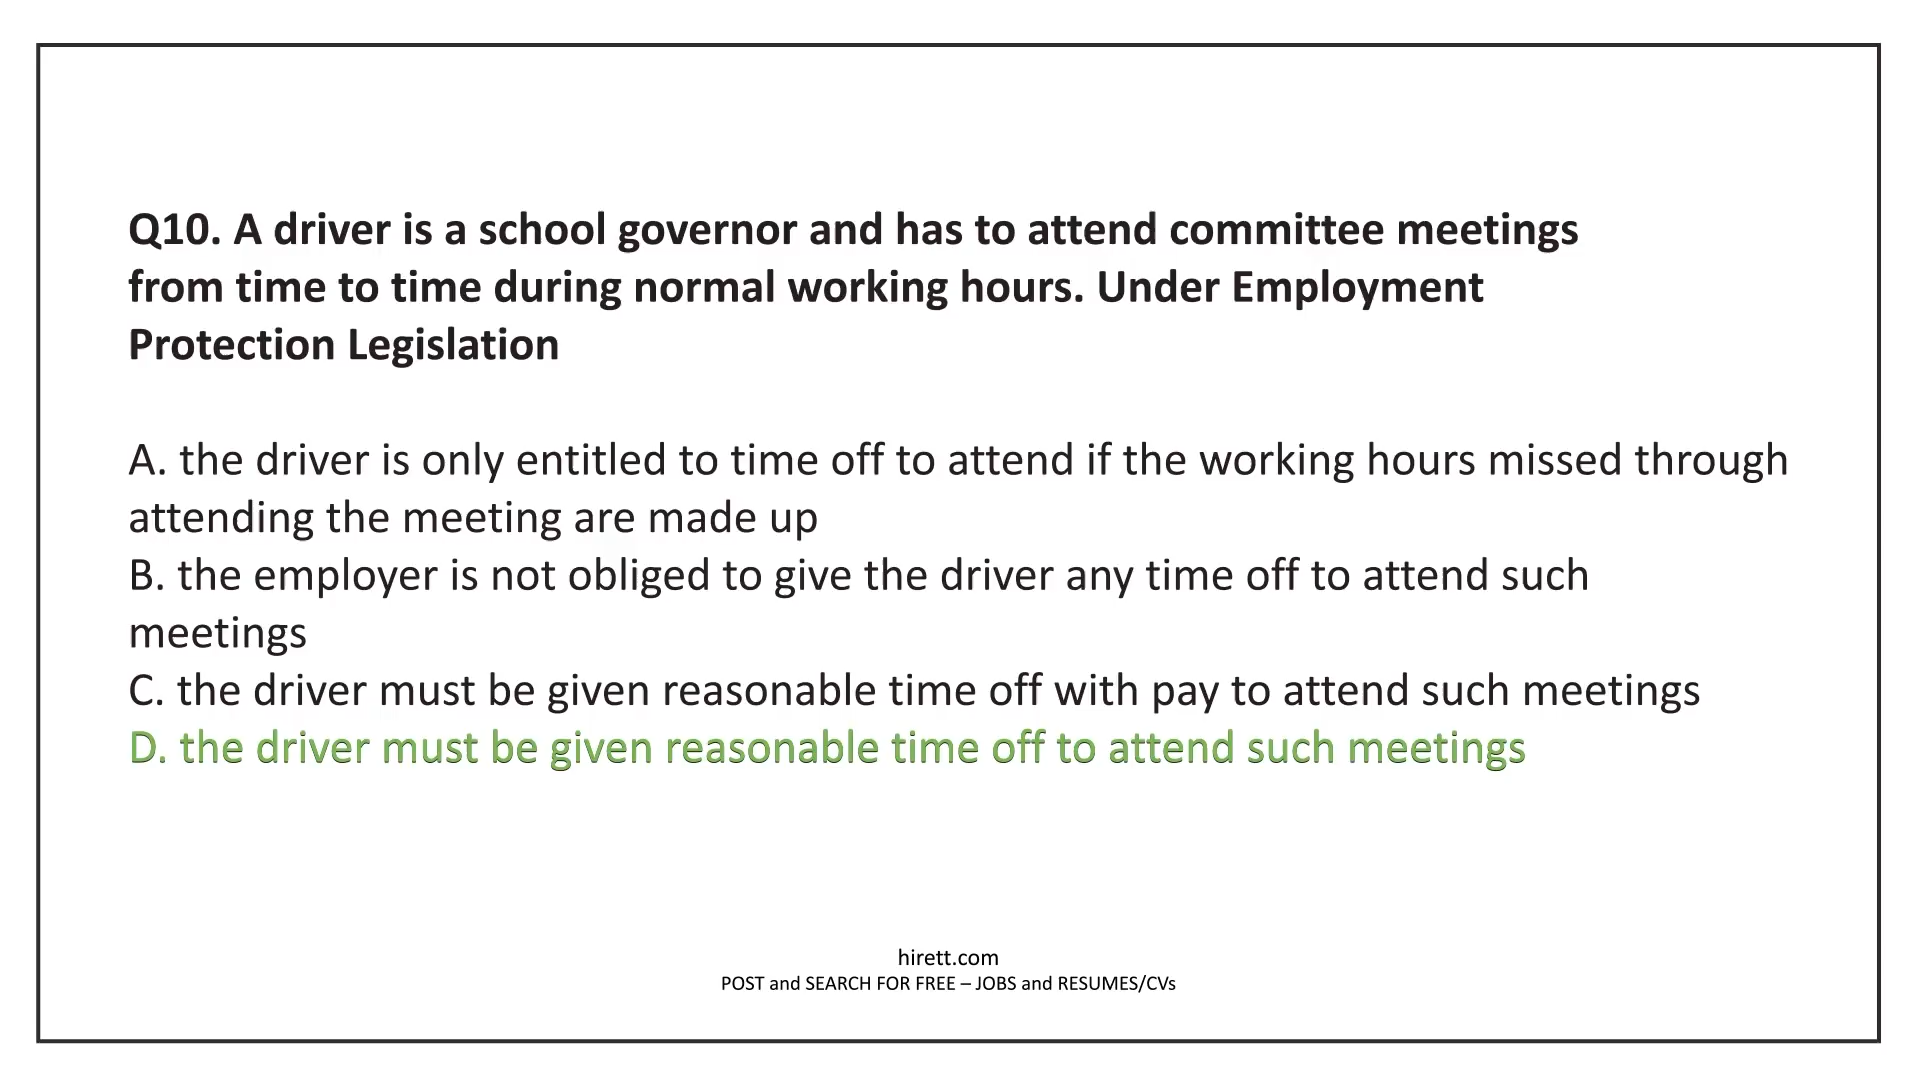 Q10. A driver is a school governor and has to attend committee meetings
from time to time during normal working hours. Under Employment
Protection Legislation
A. the driver is only entitled to time off to attend if the working hours missed through
attending the meeting are made up
B. the employer is not obliged to give the driver any time off to attend such
meetings
C. the driver must be given reasonable time off with pay to attend such meetings
D. the driver must be given reasonable time off to attend such meetings
hirett.com
POST and SEARCH FOR FREE – JOBS and RESUMES/CVs